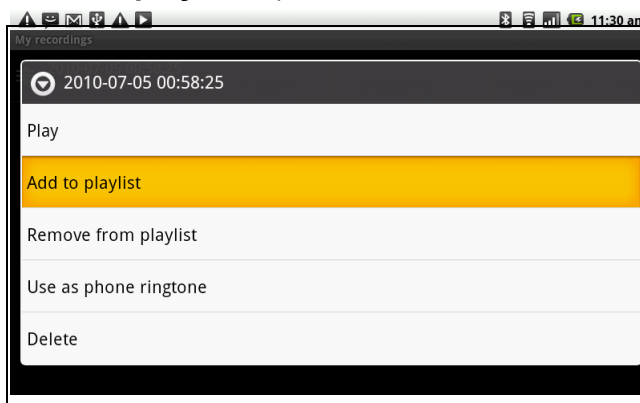 11:30 am
My recordings
2010-07-05 00:58:25
Play
Add to playlist
Remove from playlist
Use as phone ringtone
Delete